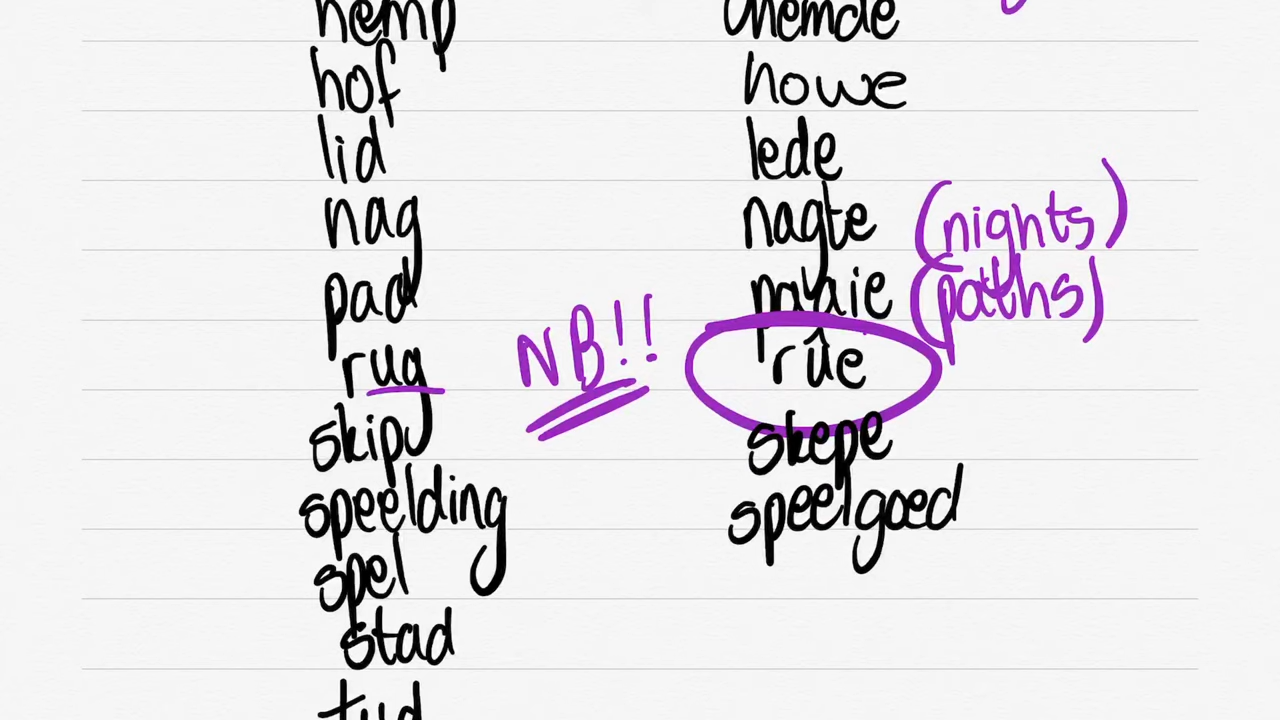 hemp hemde
hof howe
lid lede
nag nagte (nights)
pad paaie (paths)
rug NB!! rûe
skip skepe
speelding speelgoed
spel
stad